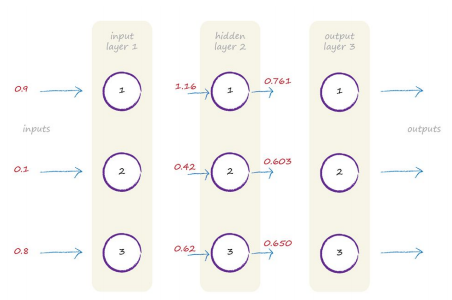 input
layer 1
hidden
layer 2
output
layer 3
0.9
1
1.16
1
0.761
1
inputs
outputs
0.1
2
0.42
2
0.603
2
0.8
3
0.62
3
0.650
3